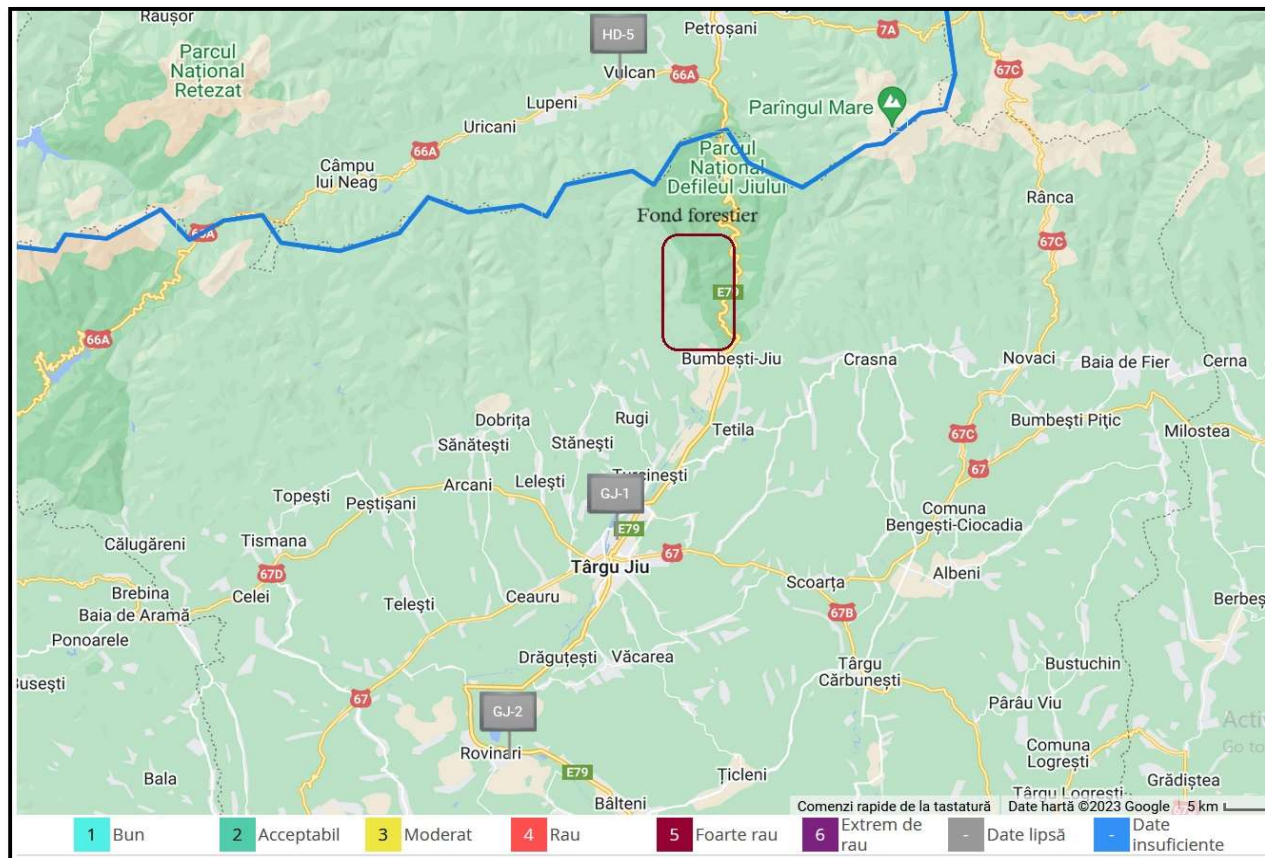 Râușor
HD-5
Petroșani
7A
67C
Parcul
Național
Retezat
Vulcan
66A
Lupeni
Parîngul Mare
Uricani
66A
Câmpu
lui Neag
Parcul
Național
Defileul Jiului
Rânca
Fond forestier
67C
E79
66A
Bumbești-Jiu
Crasna
Novaci
Baia de Fier
Cerna
Dobrița
Rugi
Tetila
Bumbești Pițic
Milostea
Sănătești
Stănești
67C
67
Turcinești
Arcani
Lelești
Topești
Peștișani
GJ-1
E79
Comuna
Bengești-Ciocadia
Călugăreni
Tismana
67
Târgu Jiu
67D
Scoarța
Albeni
Brebina
Celei
Ceauru
Telești
Baia de Aramă
67B
Ponoarele
Drăguțești
Văcarea
Târgu
Cărbunești
Bustuchin
67
GJ-2
Pârâu Viu
Rovinari
Comuna
Logrești
Go to
Bala
E79
Țicleni
Grădiștea
Bâlteni
Târgu Logrești
Comenzi rapide de la tastatură
Date hartă ©2023 Google
5 km
1 Bun
2 Acceptabil
3 Moderat
4 Rau
5 Foarte rau
6 Extrem de
rau
- Date lipsă
- Date
insuficiente